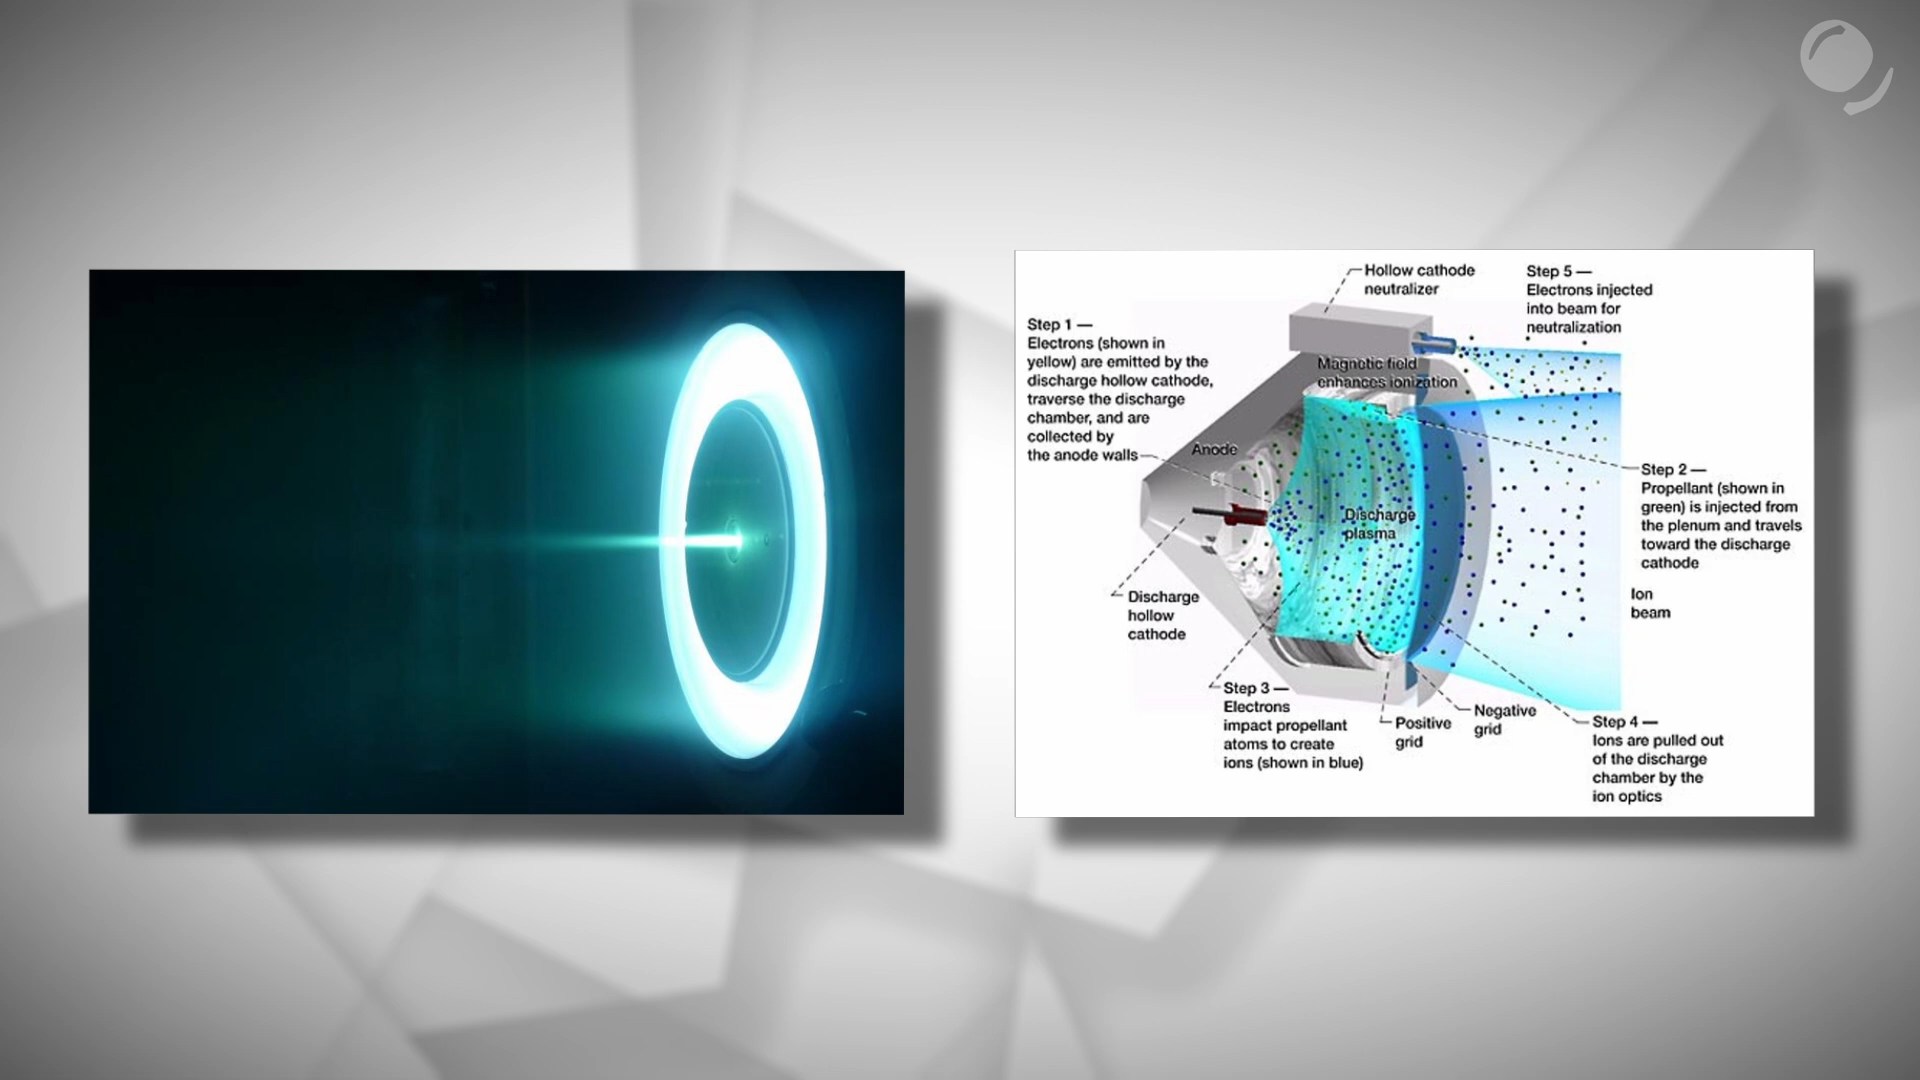 Hollow cathode
neutralizer
Step 5 —
Electrons injected
into beam for
neutralization
Step 1 —
Electrons (shown in
yellow) are emitted by the
discharge hollow cathode,
traverse the discharge
chamber, and are
collected by
the anode walls
Magnetic field
enhances ionization
Anode
Step 2 —
Propellant (shown in
green) is injected from
the plenum and travels
toward the discharge
cathode
Discharge
plasma
Ion
beam
Discharge
hollow
cathode
Step 3 —
Electrons
impact propellant
atoms to create
ions (shown in blue)
Positive
grid
Negative
grid
Step 4 —
Ions are pulled out
of the discharge
chamber by the
ion optics